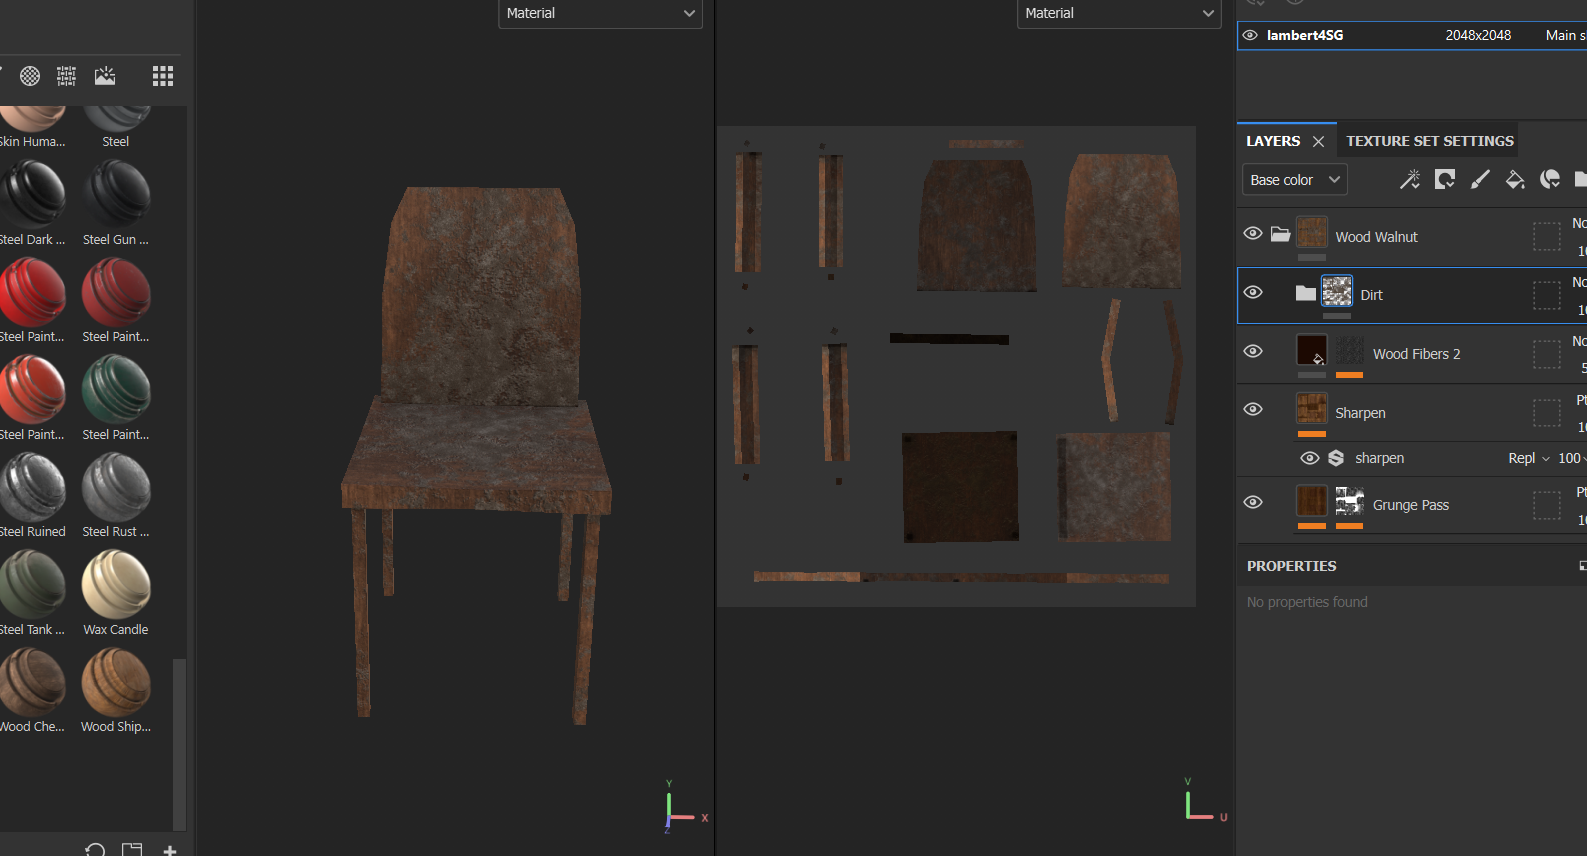 Material
Material
lambert4SG 2048x2048 Main s
LAYERS
TEXTURE SET SETTINGS
Base color
Skin Huma...
Steel
Steel Dark ...
Steel Gun ...
Steel Paint...
Steel Paint...
Steel Paint...
Steel Paint...
Steel Ruined
Steel Rust ...
Steel Tank ...
Wax Candle
Wood Che...
Wood Ship...
Y
X
Z
V
U
Wood Walnut
No
10
Dirt
No
10
Wood Fibers 2
No
5
Sharpen
Pt
10
sharpen Repl 100
Grunge Pass
Pt
10
PROPERTIES
No properties found